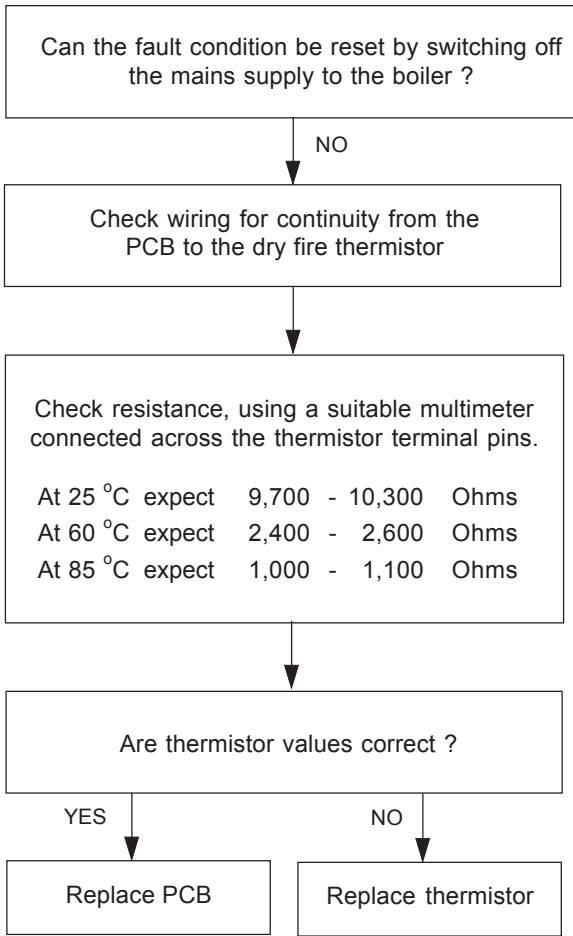 Can the fault condition be reset by switching off
the mains supply to the boiler ?
NO
Check wiring for continuity from the
PCB to the dry fire thermistor
Check resistance, using a suitable multimeter
connected across the thermistor terminal pins.
At 25 °C expect 9,700 - 10,300 Ohms
At 60 °C expect 2,400 - 2,600 Ohms
At 85 °C expect 1,000 - 1,100 Ohms
Are thermistor values correct ?
YES
NO
Replace PCB
Replace thermistor